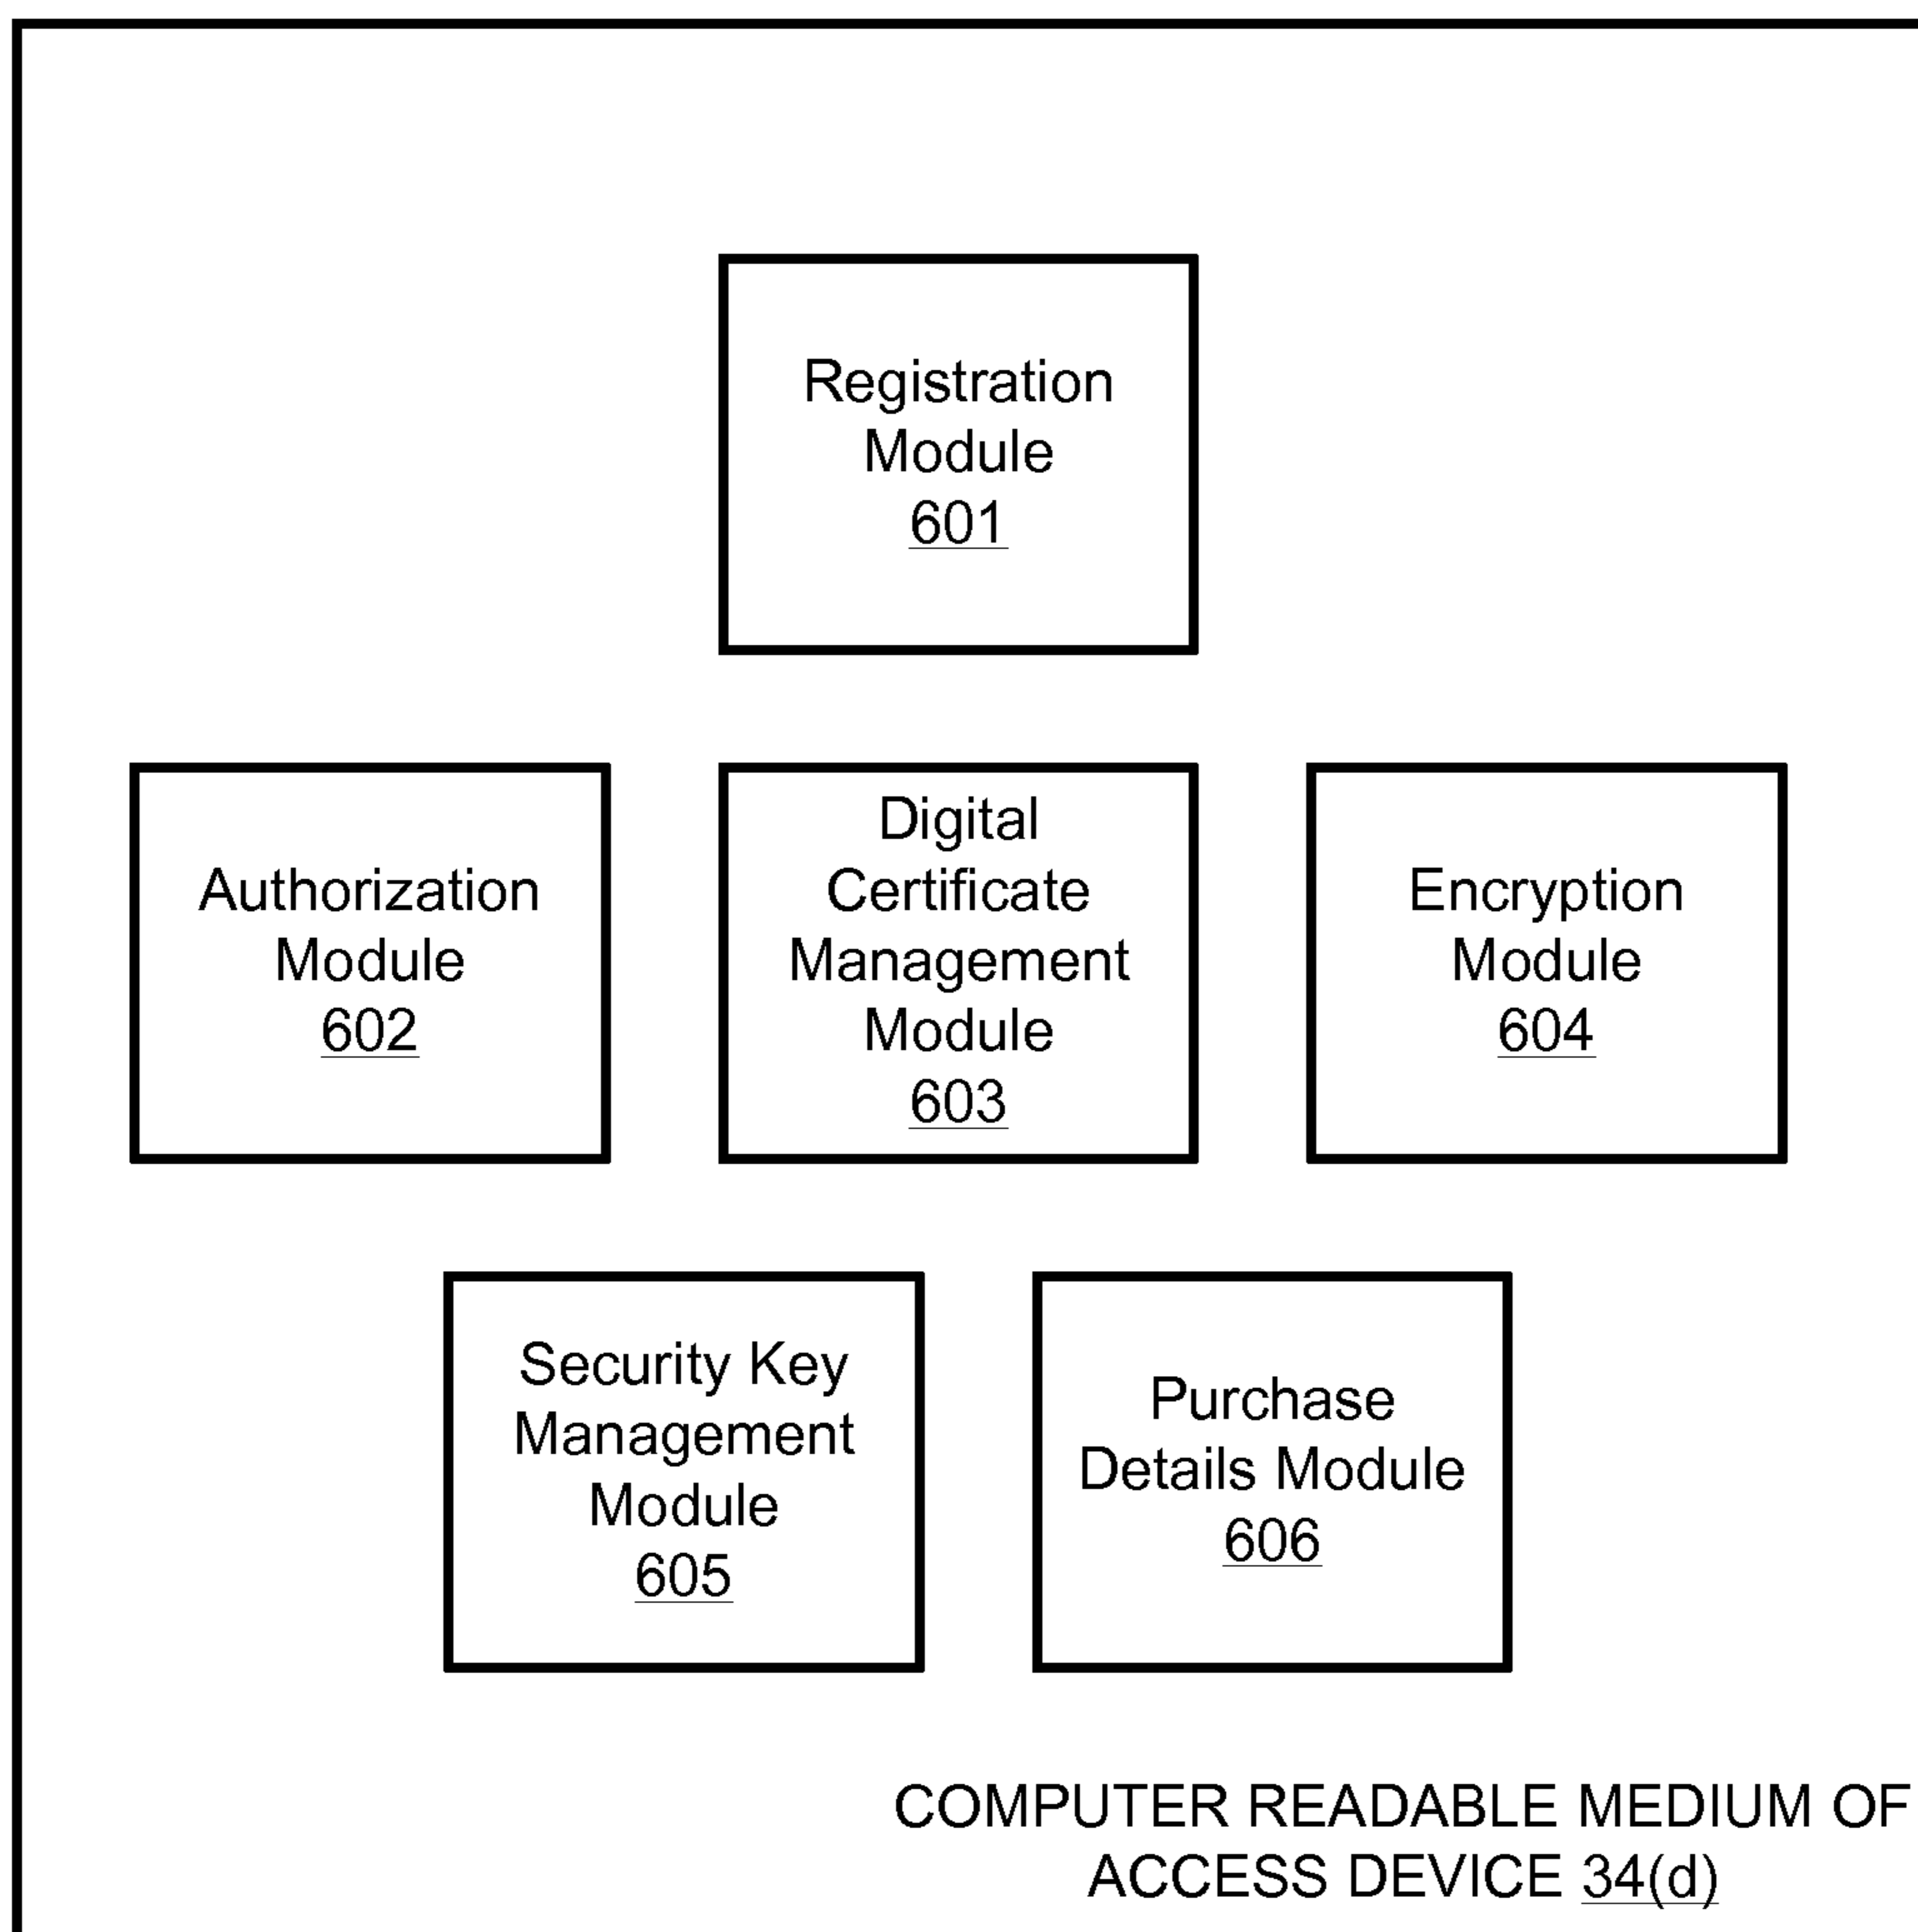 Registration
Module
601
Authorization
Module
602
Digital
Certificate
Management
Module
603
Encryption
Module
604
Security Key
Management
Module
605
Purchase
Details Module
606
COMPUTER READABLE MEDIUM OF
ACCESS DEVICE 34(d)